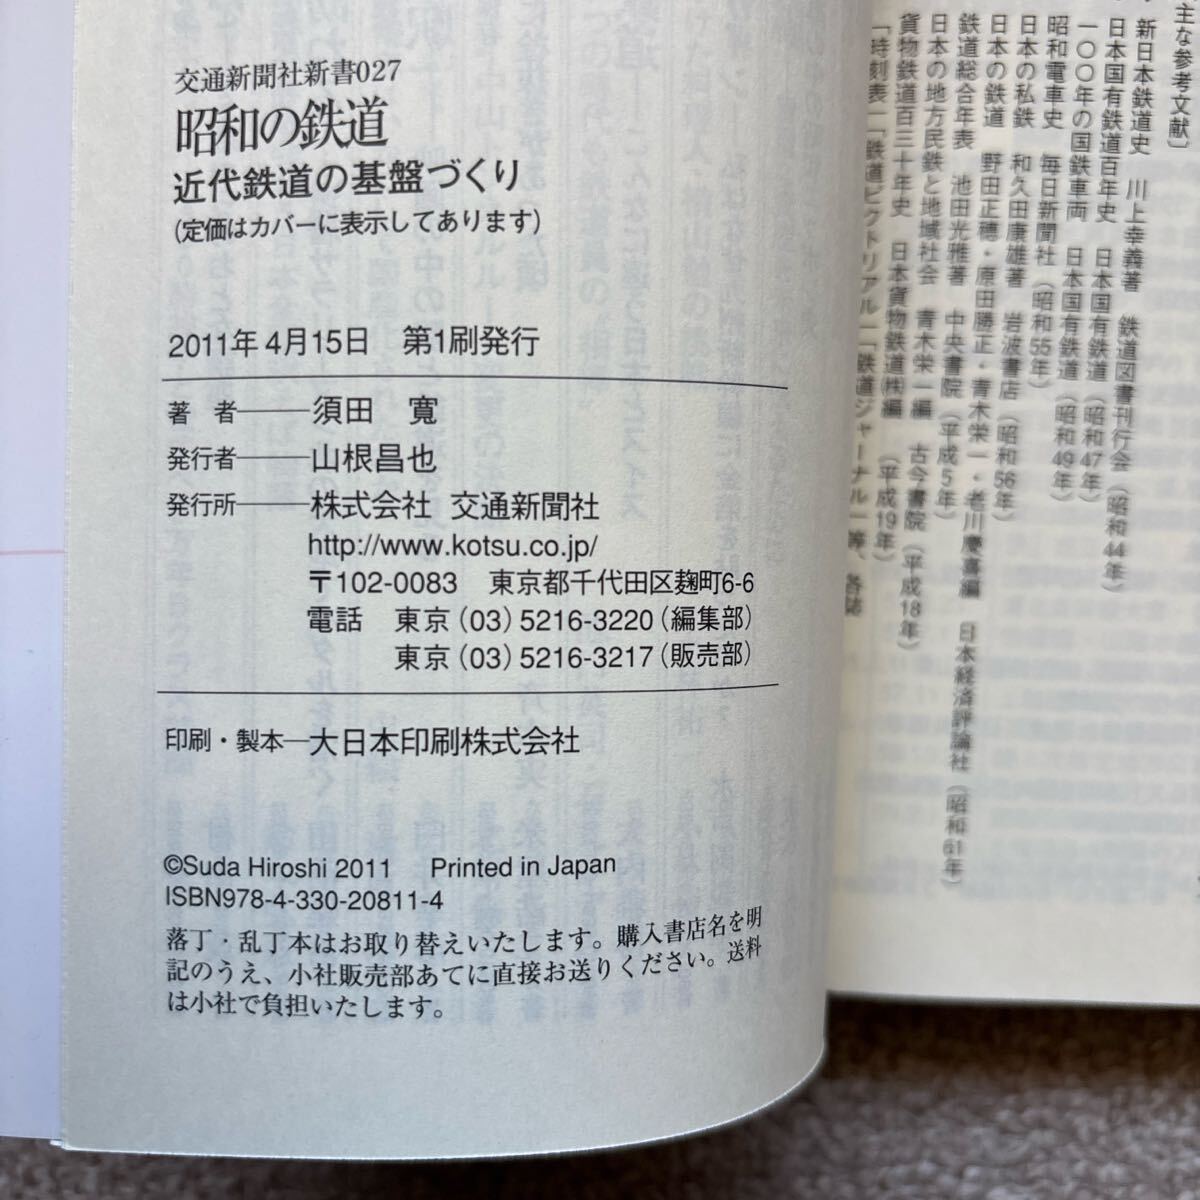 主な参考文献〕
新日本鉄道史　川上幸義著　鉄道図書刊行会（昭和44年）
日本国有鉄道百年史　日本国有鉄道（昭和47年）
一〇〇年の国鉄車両　日本国有鉄道（昭和49年）
昭和電車史　毎日新聞社（昭和55年）
日本の私鉄　和久田康雄著　岩波書店（昭和56年）
日本の鉄道　野田正穂・原田勝正・青木栄一・老川慶喜編　日本経済評論社（昭和61年）
鉄道総合年表　池田光雅著　中央書院（平成5年）
日本の地方民鉄と地域社会　青木栄一編　古今書院（平成18年）
貨物鉄道百三十年史　日本貨物鉄道㈱編（平成19年）
「時刻表」「鉄道ピクトリアル」「鉄道ジャーナル」等、各誌
交通新聞社新書027
昭和の鉄道
近代鉄道の基盤づくり
（定価はカバーに表示してあります）
2011年4月15日　第1刷発行
著　者――須田　寛
発行者――山根昌也
発行所――株式会社　交通新聞社
http://www.kotsu.co.jp/
〒102-0083　東京都千代田区麹町6-6
電話　東京（03）5216-3220（編集部）
東京（03）5216-3217（販売部）
印刷・製本―大日本印刷株式会社
©Suda Hiroshi 2011　Printed in Japan
ISBN978-4-330-20811-4
落丁・乱丁本はお取り替えいたします。購入書店名を明
記のうえ、小社販売部あてに直接お送りください。送料
は小社で負担いたします。